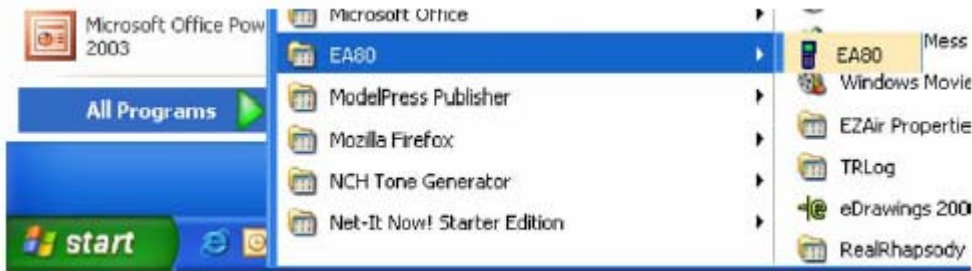 Microsoft Office Pow
2003
All Programs
start
Microsoft Office
EA80
ModelPress Publisher
Mozilla Firefox
NCH Tone Generator
Net-It Now! Starter Edition
EA80
Mess
Windows Movie
EZAir Propertie
TRLog
eDrawings 200
RealRhapsody